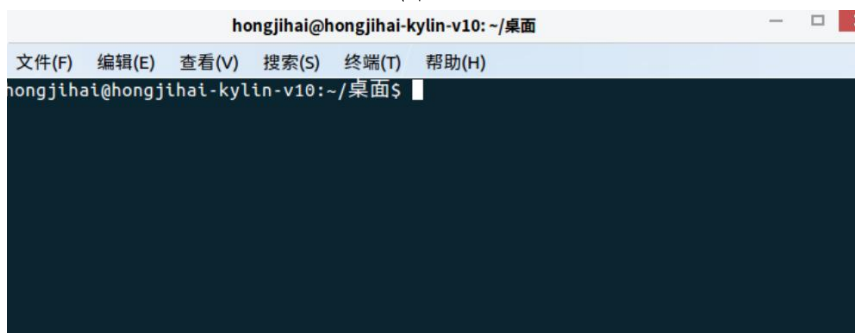 hongjihai@hongjihai-kylin-v10: ~/桌面
文件(F) 编辑(E) 查看(V) 搜索(S) 终端(T) 帮助(H)
hongjihai@hongjihai-kylin-v10:~/桌面$